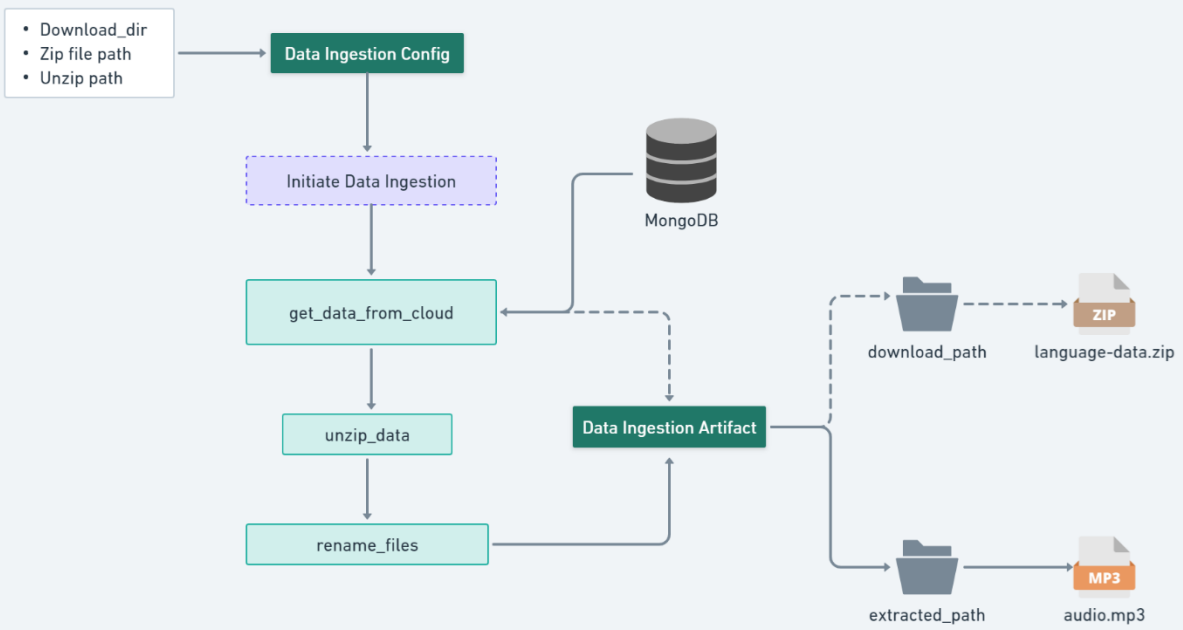 • Download_dir
• Zip file path
• Unzip path
Data Ingestion Config
Initiate Data Ingestion
MongoDB
get_data_from_cloud
download_path
ZIP
language-data.zip
unzip_data
Data Ingestion Artifact
rename_files
extracted_path
MP3
audio.mp3